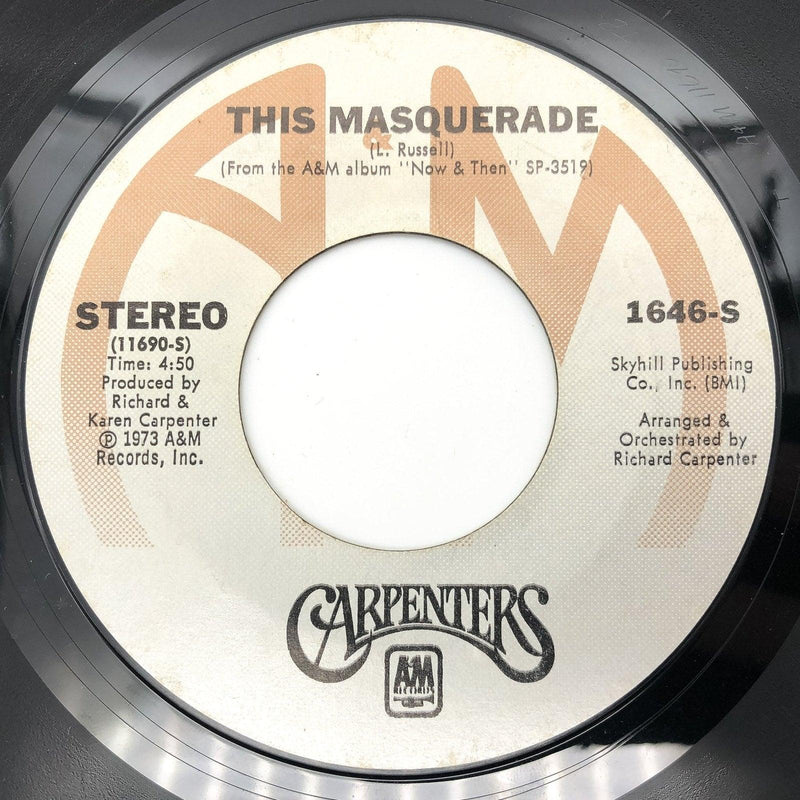 THIS MASQUERADE
(L. Russell)
(From the A&M album "Now & Then" SP-3519)
STEREO
(11690-S)
Time: 4:50
Produced by
Richard &
Karen Carpenter
℗ 1973 A&M
Records, Inc.
1646-S
Skyhill Publishing
Co., Inc. (BMI)
Arranged &
Orchestrated by
Richard Carpenter
CARPENTERS
A&M
RECORDS